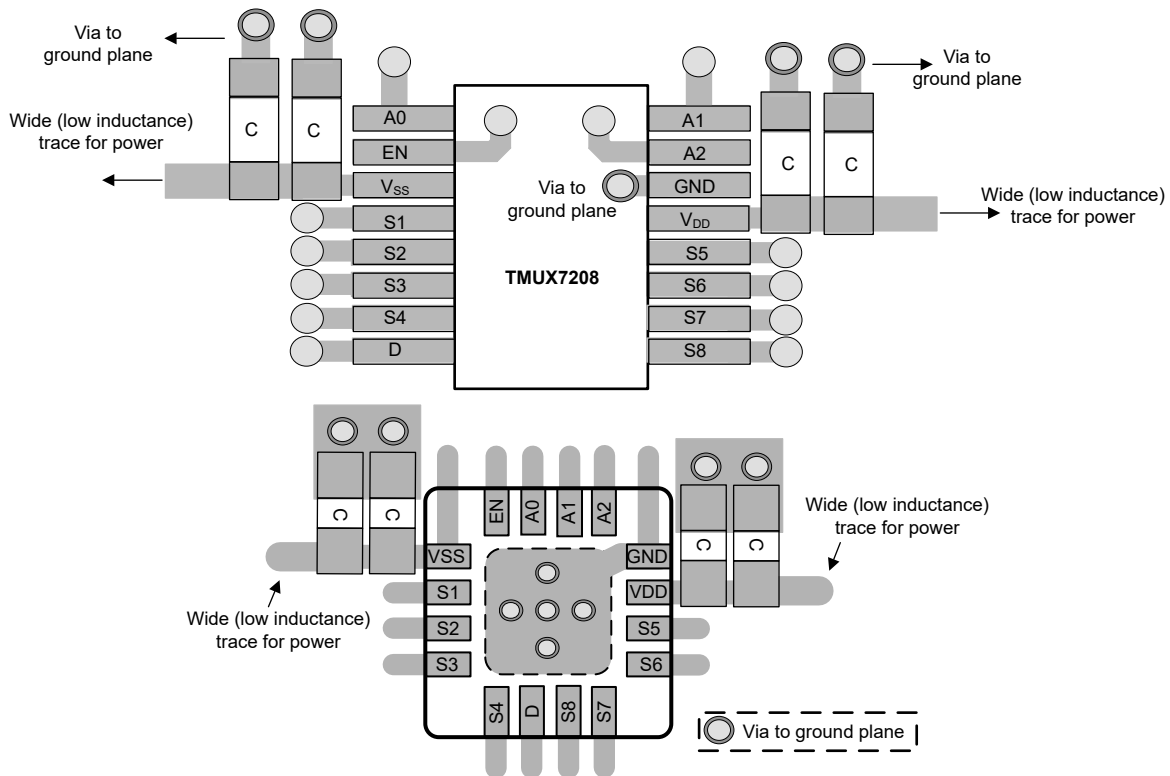 Via to
ground plane
Via to
ground plane
Wide (low inductance)
trace for power
C
C
C
C
A0
EN
VSS
S1
S2
S3
S4
D
Via to
ground plane
TMUX7208
A1
A2
GND
VDD
S5
S6
S7
S8
Wide (low inductance)
trace for power
C
C
C
C
EN
A0
A1
A2
VSS
S1
S2
S3
GND
VDD
S5
S6
S4
D
S8
S7
Wide (low inductance)
trace for power
Wide (low inductance)
trace for power
Via to ground plane